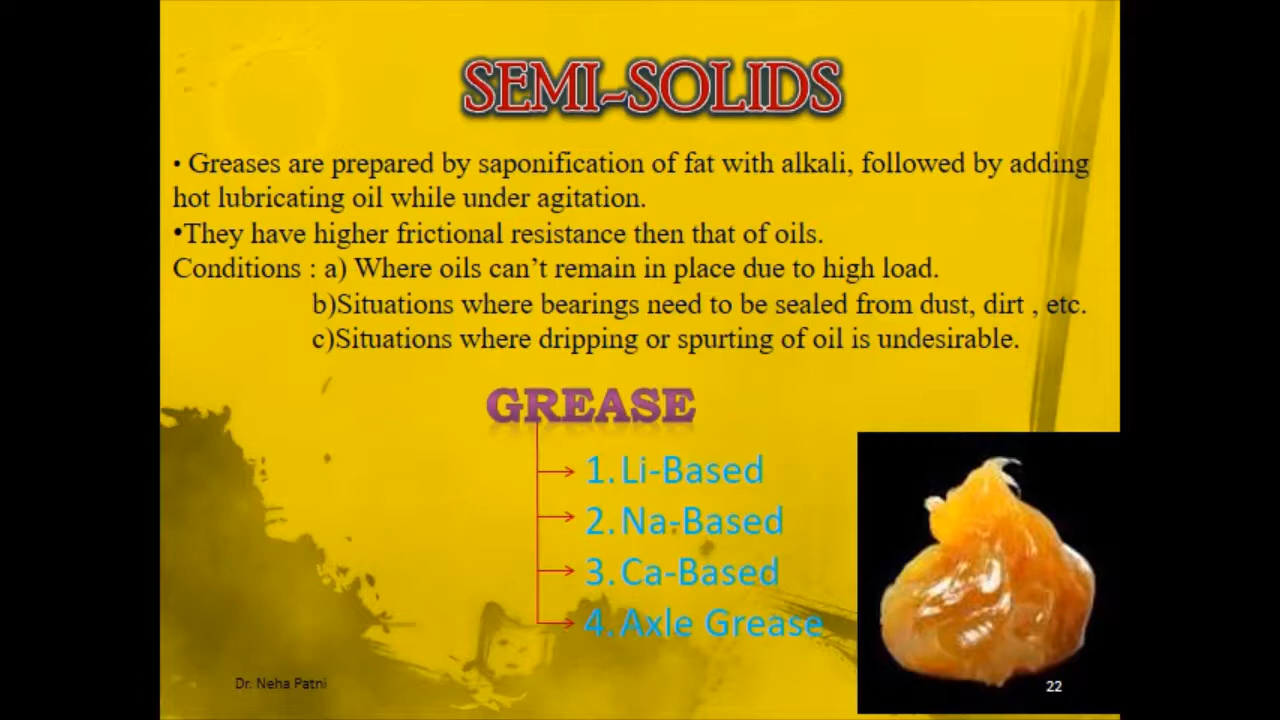 SEMI-SOLIDS
• Greases are prepared by saponification of fat with alkali, followed by adding
hot lubricating oil while under agitation.
•They have higher frictional resistance then that of oils.
Conditions : a) Where oils can’t remain in place due to high load.
b)Situations where bearings need to be sealed from dust, dirt , etc.
c)Situations where dripping or spurting of oil is undesirable.
GREASE
1. Li-Based
2. Na-Based
3. Ca-Based
4. Axle Grease
Dr. Neha Patni
22